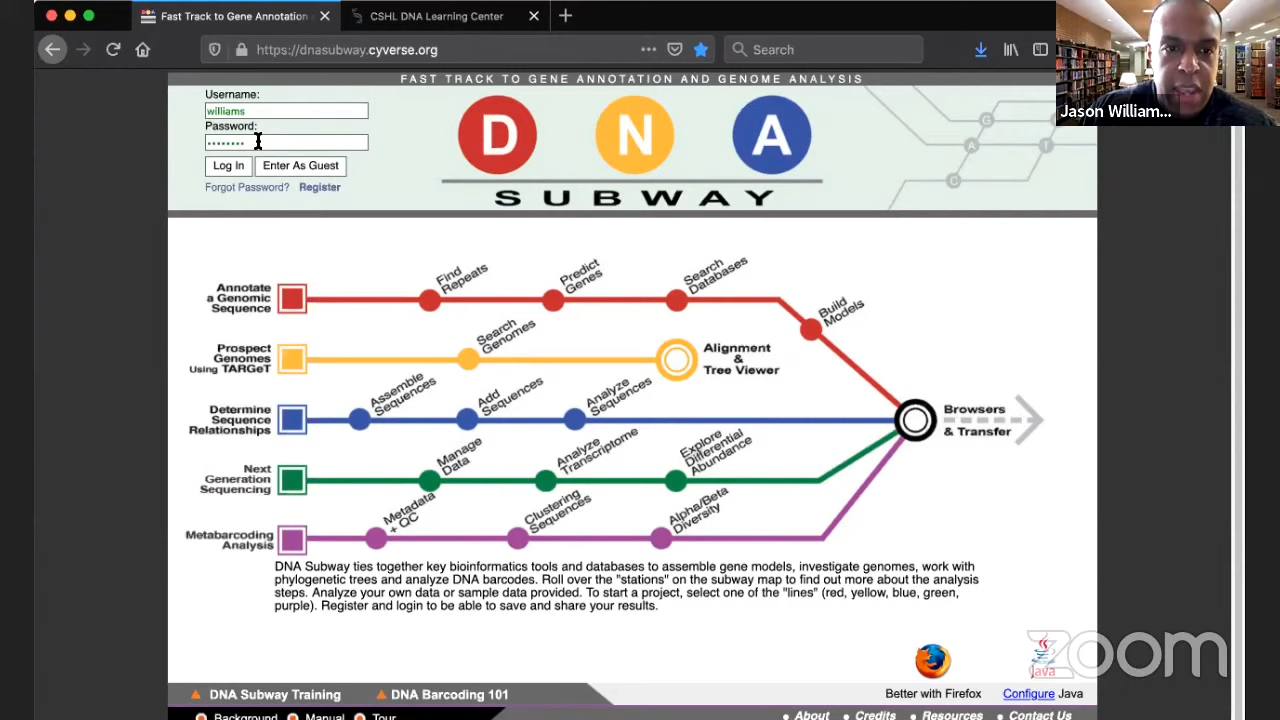 Fast Track to Gene Annotation
CSHL DNA Learning Center
https://dnasubway.cyverse.org
Search
Jason William...
FAST TRACK TO GENE ANNOTATION AND GENOME ANALYSIS
Username:
williams
Password:
Log In
Enter As Guest
Forgot Password?
Register
D N A
SUBWAY
G
A
T
C
Annotate
a Genomic
Sequence
Find
Repeats
Predict
Genes
Search
Databases
Build
Models
Prospect
Genomes
Using TARGeT
Search
Genomes
Alignment
&
Tree Viewer
Determine
Sequence
Relationships
Assemble
Sequences
Add
Sequences
Analyze
Sequences
Browsers
& Transfer
Next
Generation
Sequencing
Manage
Data
Analyze
Transcriptome
Explore
Differential
Abundance
Metabarcoding
Analysis
Metadata
+ QC
Clustering
Sequences
Alpha/Beta
Diversity
DNA Subway ties together key bioinformatics tools and databases to assemble gene models, investigate genomes, work with
phylogenetic trees and analyze DNA barcodes. Roll over the "stations" on the subway map to find out more about the analysis
steps. Analyze your own data or sample data provided. To start a project, select one of the "lines" (red, yellow, blue, green,
purple). Register and login to be able to save and share your results.
zoom
Java
Better with Firefox
Configure Java
DNA Subway Training
DNA Barcoding 101
Background
Manual
Tour
About
Credits
Resources
Contact Us